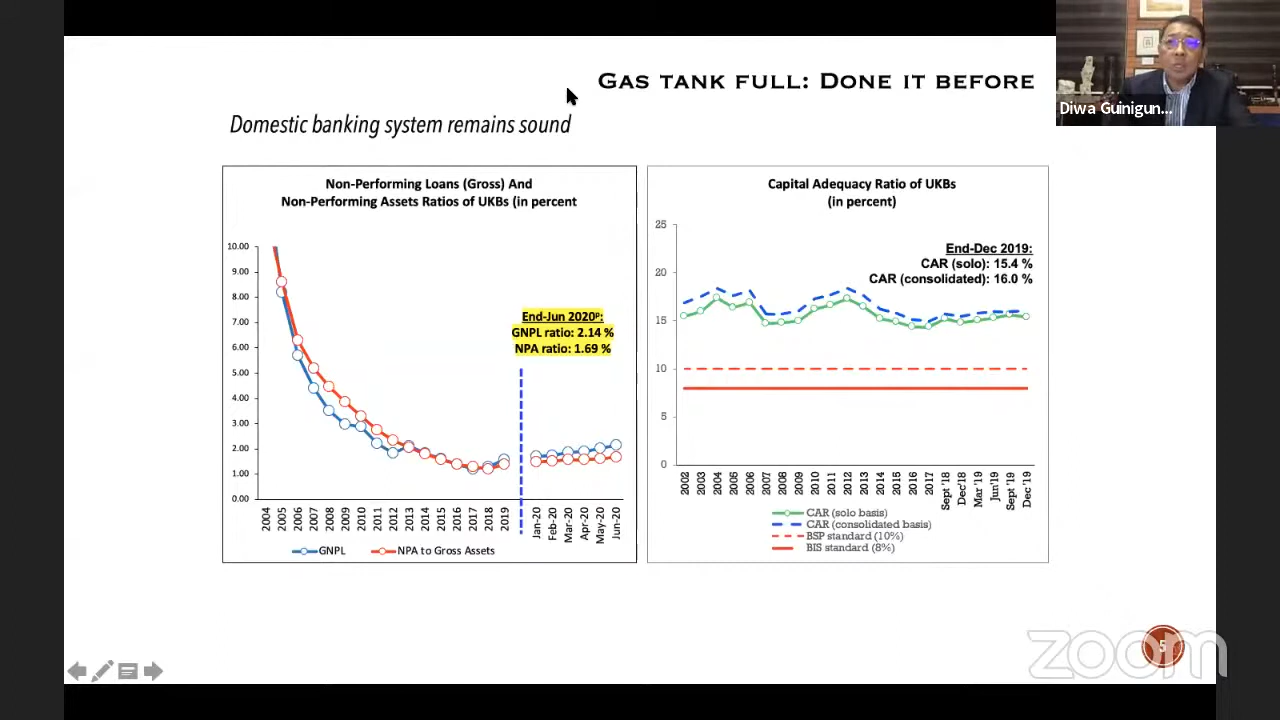 GAS TANK FULL: DONE IT BEFORE
Diwa Guinigun...
Domestic banking system remains sound
Non-Performing Loans (Gross) And
Non-Performing Assets Ratios of UKBs (in percent
10.00
9.00
8.00
7.00
6.00
5.00
4.00
3.00
2.00
1.00
0.00
End-Jun 2020ᵖ:
GNPL ratio: 2.14 %
NPA ratio: 1.69 %
2004 2005 2006 2007 2008 2009 2010 2011 2012 2013 2014 2015 2016 2017 2018 2019 Jan-20 Feb-20 Mar-20 Apr-20 May-20 Jun-20
GNPL NPA to Gross Assets
Capital Adequacy Ratio of UKBs
(in percent)
25
20
15
10
5
0
End-Dec 2019:
CAR (solo): 15.4 %
CAR (consolidated): 16.0 %
2002 2003 2004 2005 2006 2007 2008 2009 2010 2011 2012 2013 2014 2015 2016 2017 Sept '18 Dec'18 Mar '19 Jun'19 Sept '19 Dec '19
CAR (solo basis)
CAR (consolidated basis)
BSP standard (10%)
BIS standard (8%)
5
zoom